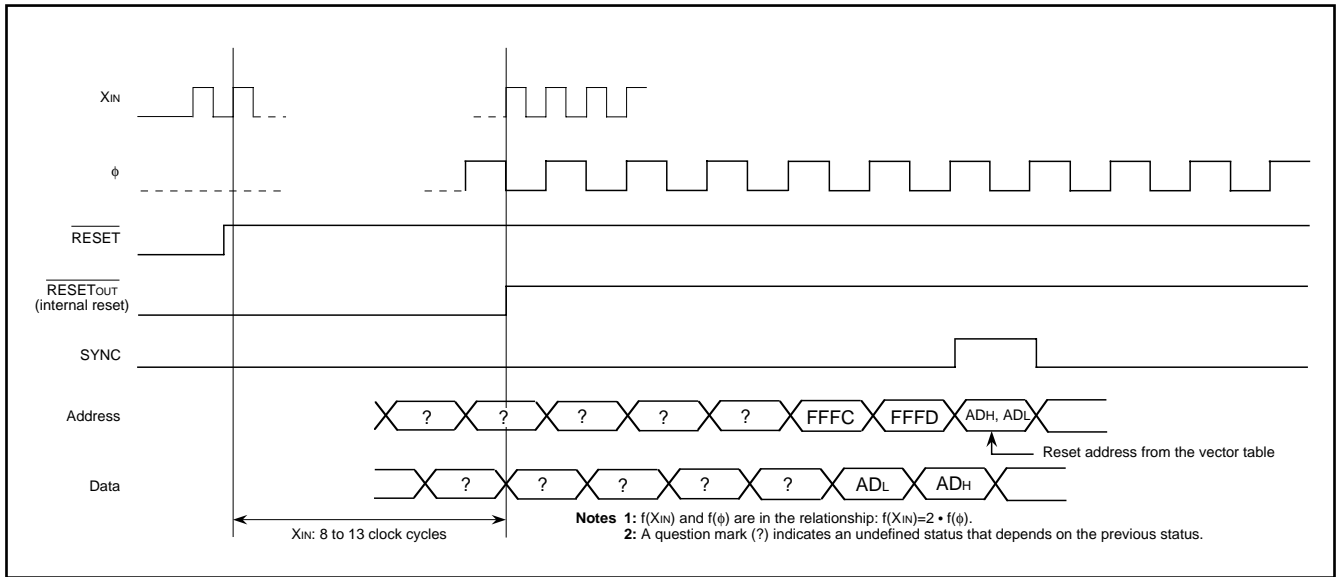 XIN
ϕ
RESET
RESETOUT
(internal reset)
SYNC
Address
? ? ? ? ? FFFC FFFD ADH, ADL
Reset address from the vector table
Data
? ? ? ? ? ADL ADH
XIN: 8 to 13 clock cycles
Notes 1: f(XIN) and f(ϕ) are in the relationship: f(XIN)=2 • f(ϕ).
2: A question mark (?) indicates an undefined status that depends on the previous status.